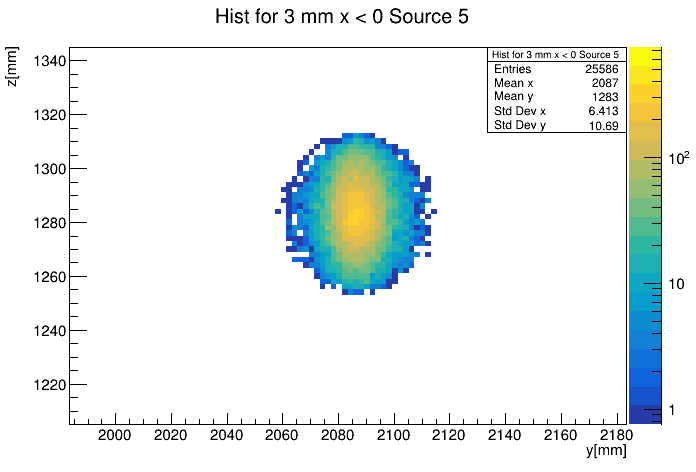 Hist for 3 mm x < 0 Source 5
z[mm]
1340
1320
1300
1280
1260
1240
1220
2000 2020 2040 2060 2080 2100 2120 2140 2160 2180
y[mm]
Hist for 3 mm x < 0 Source 5
Entries 25586
Mean x 2087
Mean y 1283
Std Dev x 6.413
Std Dev y 10.69
10²
10
1